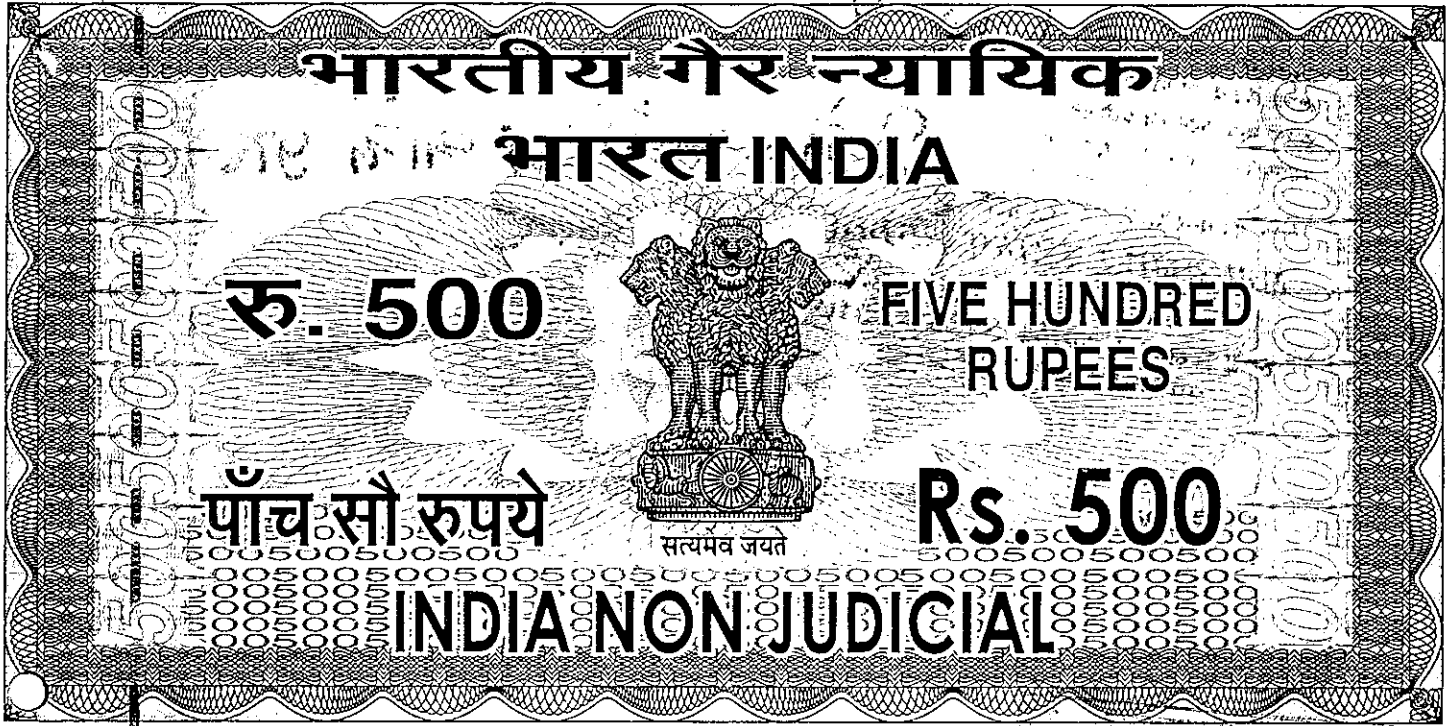 भारतीय गैर न्यायिक
भारत INDIA
रु. 500
FIVE HUNDRED
RUPEES
पाँच सौ रुपये
सत्यमेव जयते
Rs. 500
INDIA NON JUDICIAL